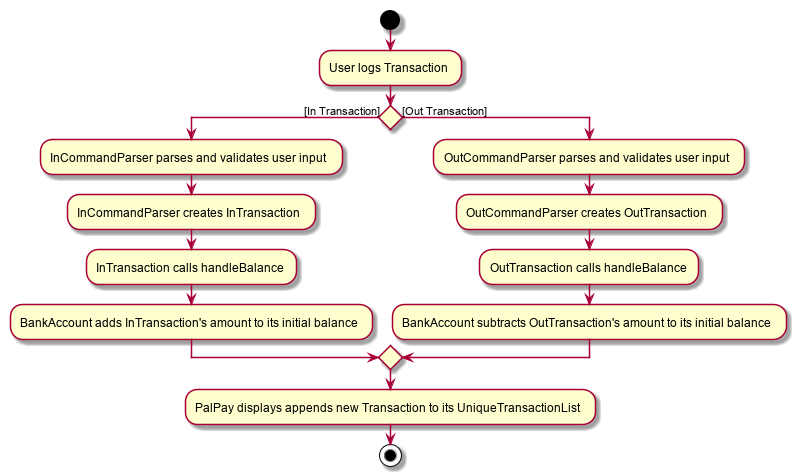 User logs Transaction
[In Transaction]
[Out Transaction]
InCommandParser parses and validates user input
OutCommandParser parses and validates user input
InCommandParser creates InTransaction
OutCommandParser creates OutTransaction
InTransaction calls handleBalance
OutTransaction calls handleBalance
BankAccount adds InTransaction's amount to its initial balance
BankAccount subtracts OutTransaction's amount to its initial balance
PalPay displays appends new Transaction to its UniqueTransactionList